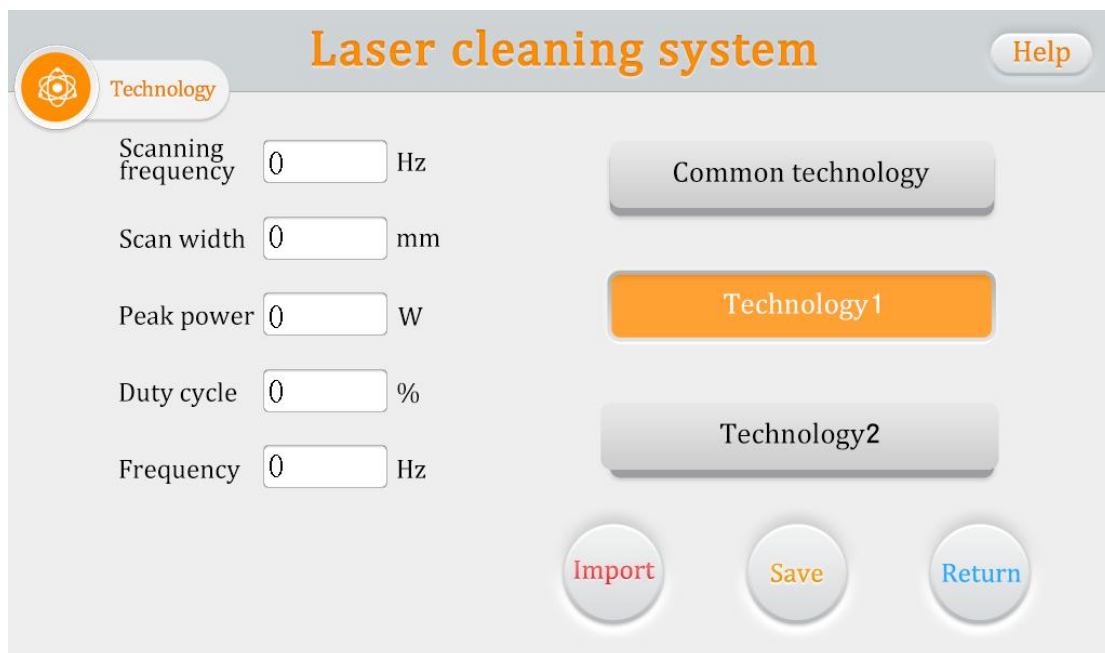 Laser cleaning system
Help
Technology
Scanning
frequency 0 Hz
Scan width 0 mm
Peak power 0 W
Duty cycle 0 %
Frequency 0 Hz
Common technology
Technology1
Technology2
Import Save Return